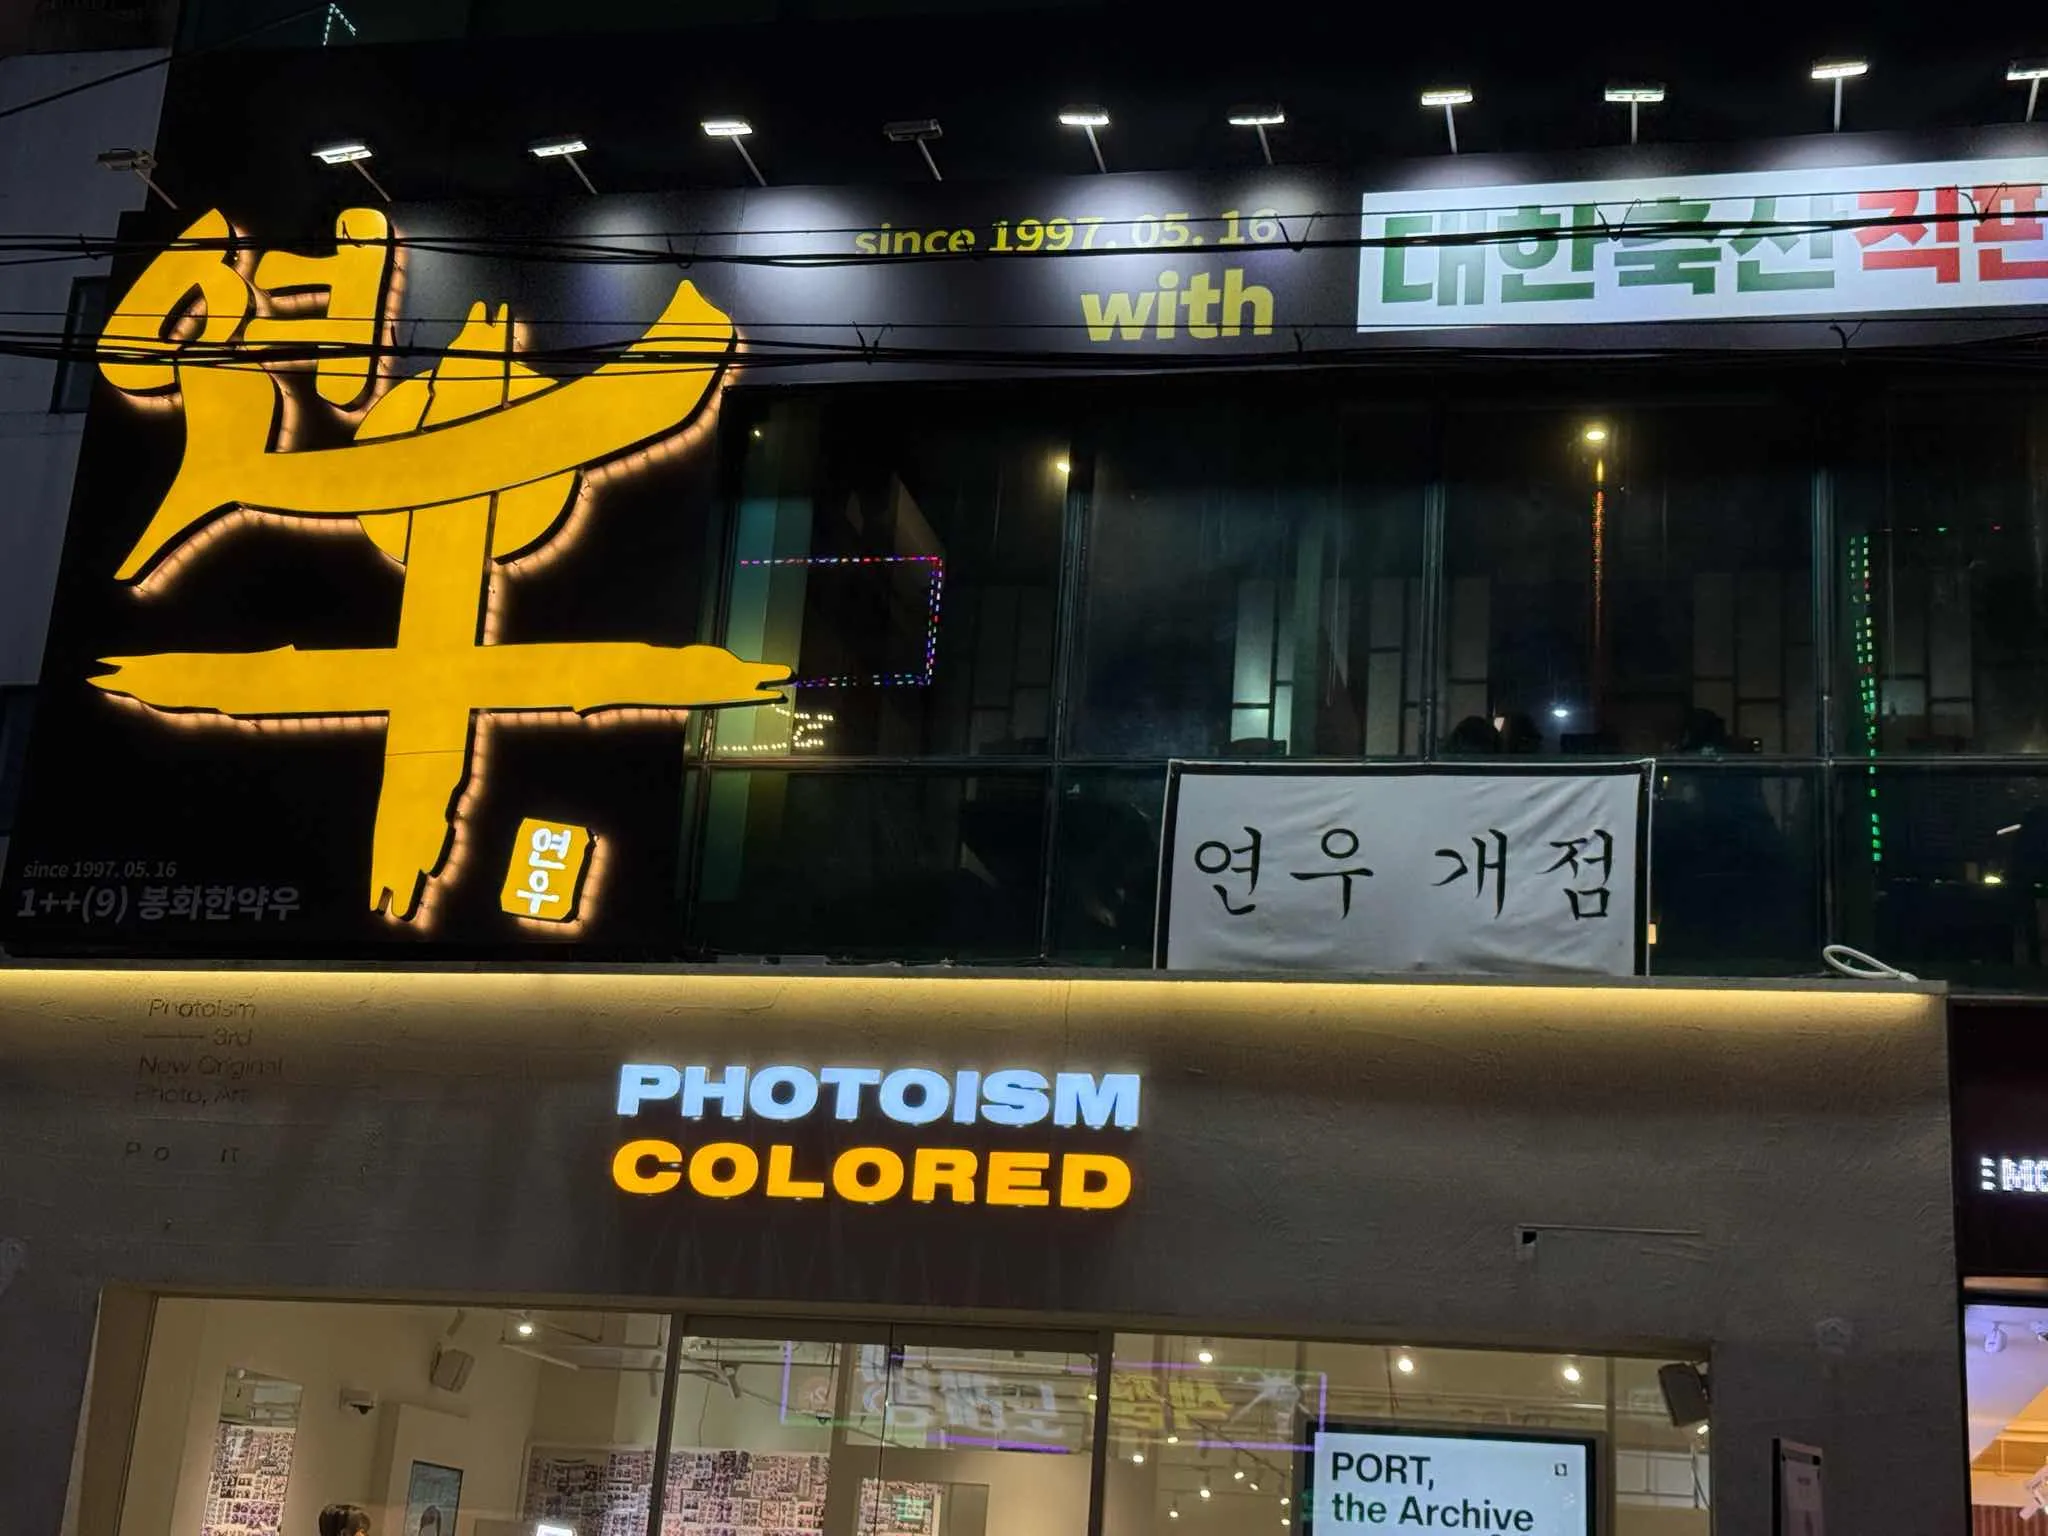 연우
since 1997. 05. 16
with
대한축산직판
연우
since 1997. 05. 16
1++(9) 봉화한약우
연우 개점
Photoism
3rd
New Original
Photo, Art
PHOTOISM
COLORED
PORT,
the Archive